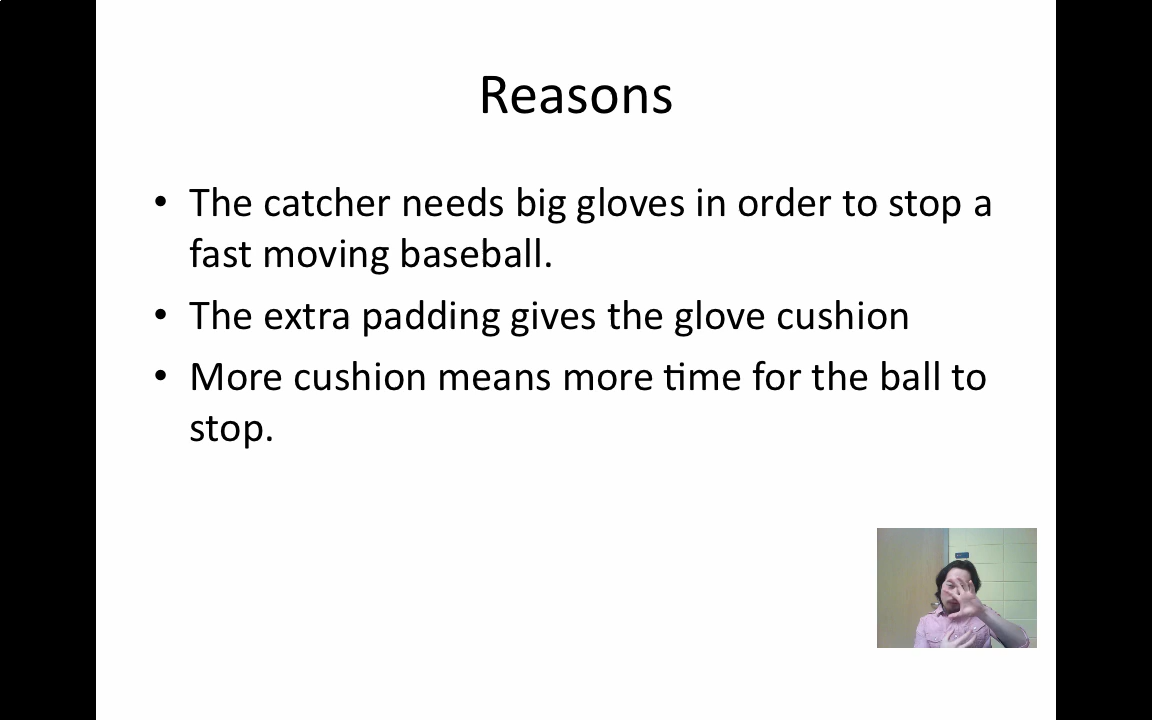 Reasons
• The catcher needs big gloves in order to stop a
fast moving baseball.
• The extra padding gives the glove cushion
• More cushion means more time for the ball to
stop.